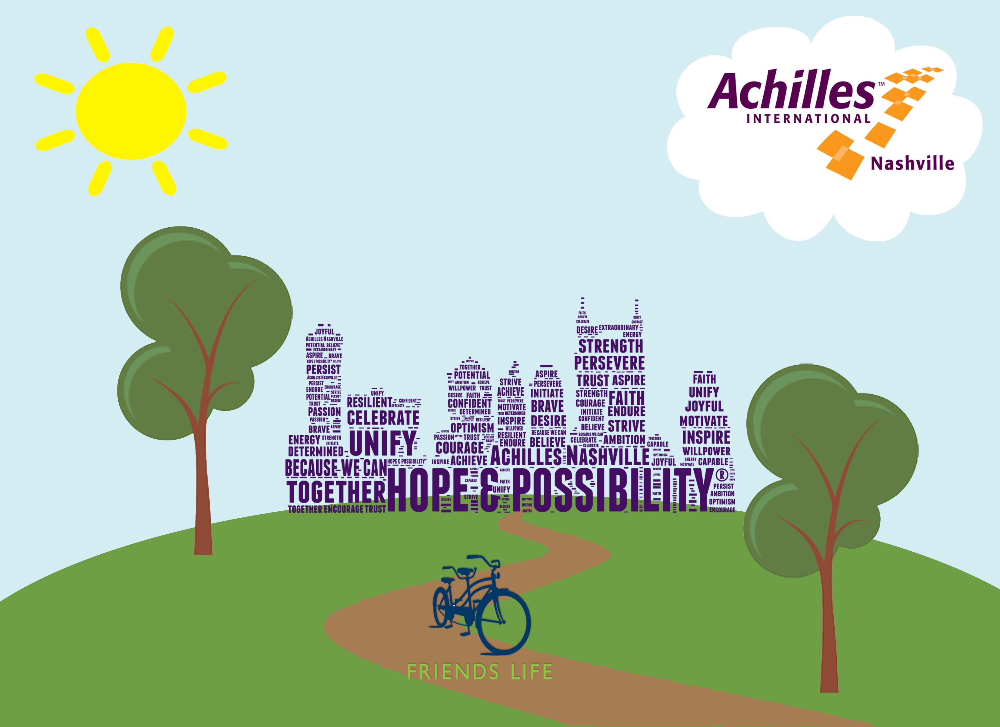 Achilles™
INTERNATIONAL
Nashville
JOYFUL
ACHILLES NASHVILLE
POTENTIAL BELIEVE
EXTRAORDINARY
ASPIRE BRAVE
HOPE & POSSIBILITY® BELIEVE
PERSIST
ACHILLES NASHVILLE
PERSIST
ENDURE ENCOURAGE
STRIVE
POTENTIAL PERSIST
DESIRE
TRUST
PASSION
PASSION
BRAVE ASPIRE
ENERGY STRENGTH
INITIATE
DETERMINED
BECAUSE WE CAN
TOGETHER
TOGETHER ENCOURAGE TRUST
UNIFY
RESILIENT CONFIDENT
STRENGTH
CELEBRATE
UNIFY
HOPE & POSSIBILITY®
INSPIRE
TOGETHER
POTENTIAL
UNIFY AMBITION ACHIEVE
WILLPOWER TRUST
DESIRE FAITH
CONFIDENT
ENDURE DETERMINED
STRIVE CONFIDENT RESILIENT
ACHIEVE OPTIMISM
PASSION JOYFUL TRUST RESILIENT
BRAVE
COURAGE
INSPIRE ACHIEVE
AMBITION
STRIVE
ACHIEVE
TRUST PERSEVERE
MOTIVATE
TRUST DETERMINED
INSPIRE
WILLPOWER
RESILIENT
ENDURE
ASPIRE
PERSEVERE
INITIATE
BRAVE
DESIRE
BECAUSE WE CAN
BELIEVE
FAITH
BELIEVE
CELEBRATE
UNIFY
COURAGE
DESIRE EXTRAORDINARY
ENERGY
STRENGTH
PERSEVERE
TRUST ASPIRE
STRENGTH FAITH
COURAGE
INITIATE ENDURE
CONFIDENT
BELIEVE STRIVE
BECAUSE WE CAN
CELEBRATE AMBITION
CELEBRATE
TOGETHER
CAPABLE
COURAGE
OPTIMISM
JOYFUL
FAITH
UNIFY
JOYFUL
MOTIVATE
INSPIRE
WILLPOWER
ENERGY
MOTIVATE CAPABLE
ACHILLES NASHVILLE
HOPE & POSSIBILITY®
CAPABLE
PASSION
CAPABLE
STRIVE
DESIRE
ACHIEVE
FAITH
UNIFY
ASPIRE
BELIEVE
MOTIVATE
INSPIRE
JOYFUL
ENDURE
JOYFUL
FAITH
FAITH
UNIFY
PERSIST
AMBITION
OPTIMISM
ENCOURAGE
FRIENDS LIFE